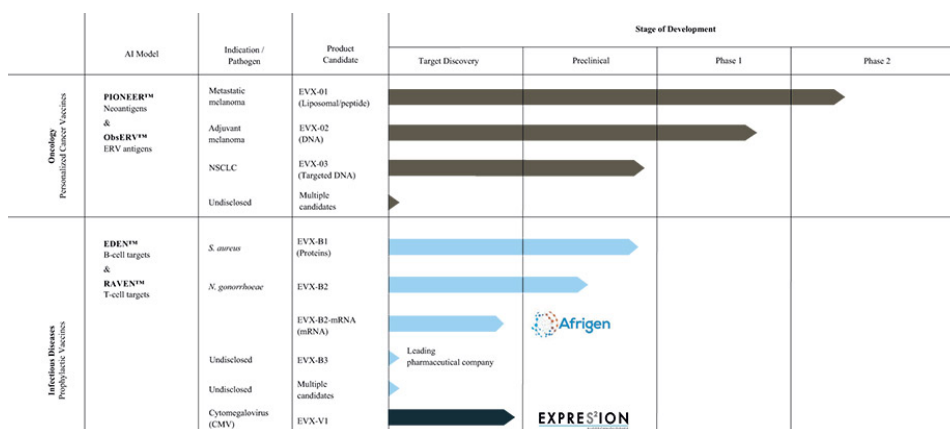 Stage of Development
AI Model
Indication /
Pathogen
Product
Candidate
Target Discovery
Preclinical
Phase 1
Phase 2
Oncology
Personalized Cancer Vaccines
PIONEER™
Neoantigens
&
ObsERV™
ERV antigens
Metastatic
melanoma
EVX-01
(Liposomal/peptide)
Adjuvant
melanoma
EVX-02
(DNA)
NSCLC
EVX-03
(Targeted DNA)
Undisclosed
Multiple
candidates
Infectious Diseases
Prophylactic Vaccines
EDEN™
B-cell targets
&
RAVEN™
T-cell targets
S. aureus
EVX-B1
(Proteins)
N. gonorrhoeae
EVX-B2
EVX-B2-mRNA
(mRNA)
Afrigen
Undisclosed
EVX-B3
Leading
pharmaceutical company
Undisclosed
Multiple
candidates
Cytomegalovirus
(CMV)
EVX-V1
EXPRES²ION